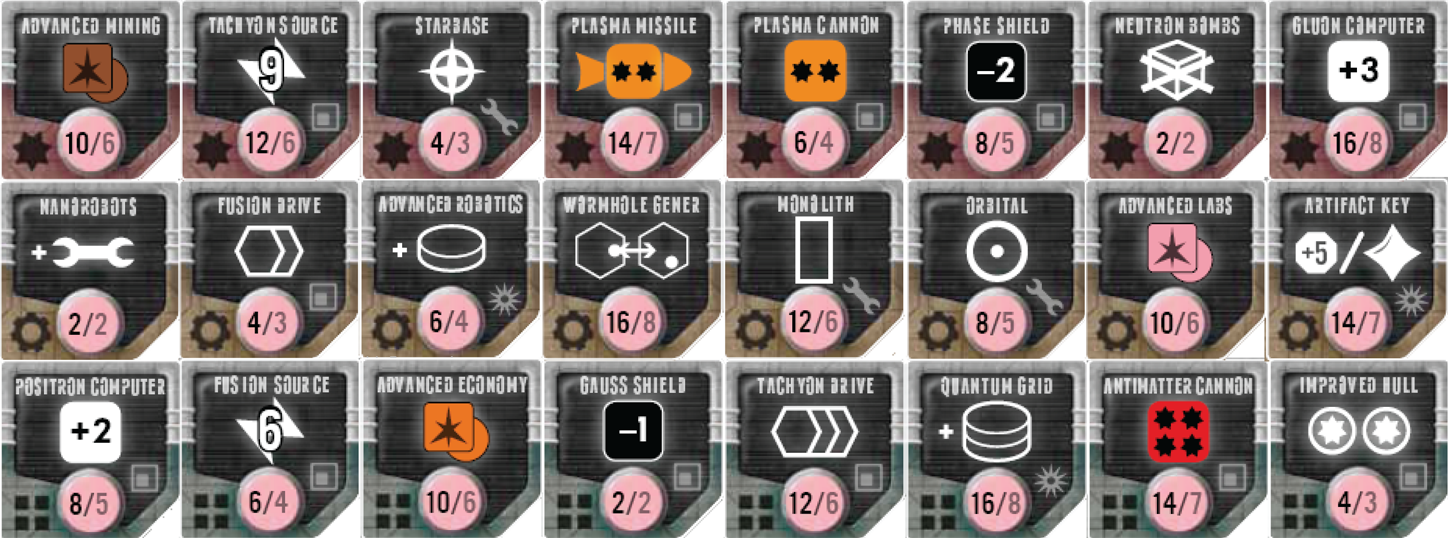 ADVANCED MINING
10/6
TACHYON SOURCE
9
12/6
STARBASE
4/3
PLASMA MISSILE
14/7
PLASMA CANNON
6/4
PHASE SHIELD
–2
8/5
NEUTRON BOMBS
2/2
GLUON COMPUTER
+3
16/8
NANOROBOTS
+
2/2
FUSION DRIVE
4/3
ADVANCED ROBOTICS
+
6/4
WORMHOLE GENER
16/8
MONOLITH
12/6
ORBITAL
8/5
ADVANCED LABS
10/6
ARTIFACT KEY
+5/
14/7
POSITRON COMPUTER
+2
8/5
FUSION SOURCE
6
6/4
ADVANCED ECONOMY
10/6
GAUSS SHIELD
–1
2/2
TACHYON DRIVE
12/6
QUANTUM GRID
+
16/8
ANTIMATTER CANNON
14/7
IMPROVED HULL
4/3